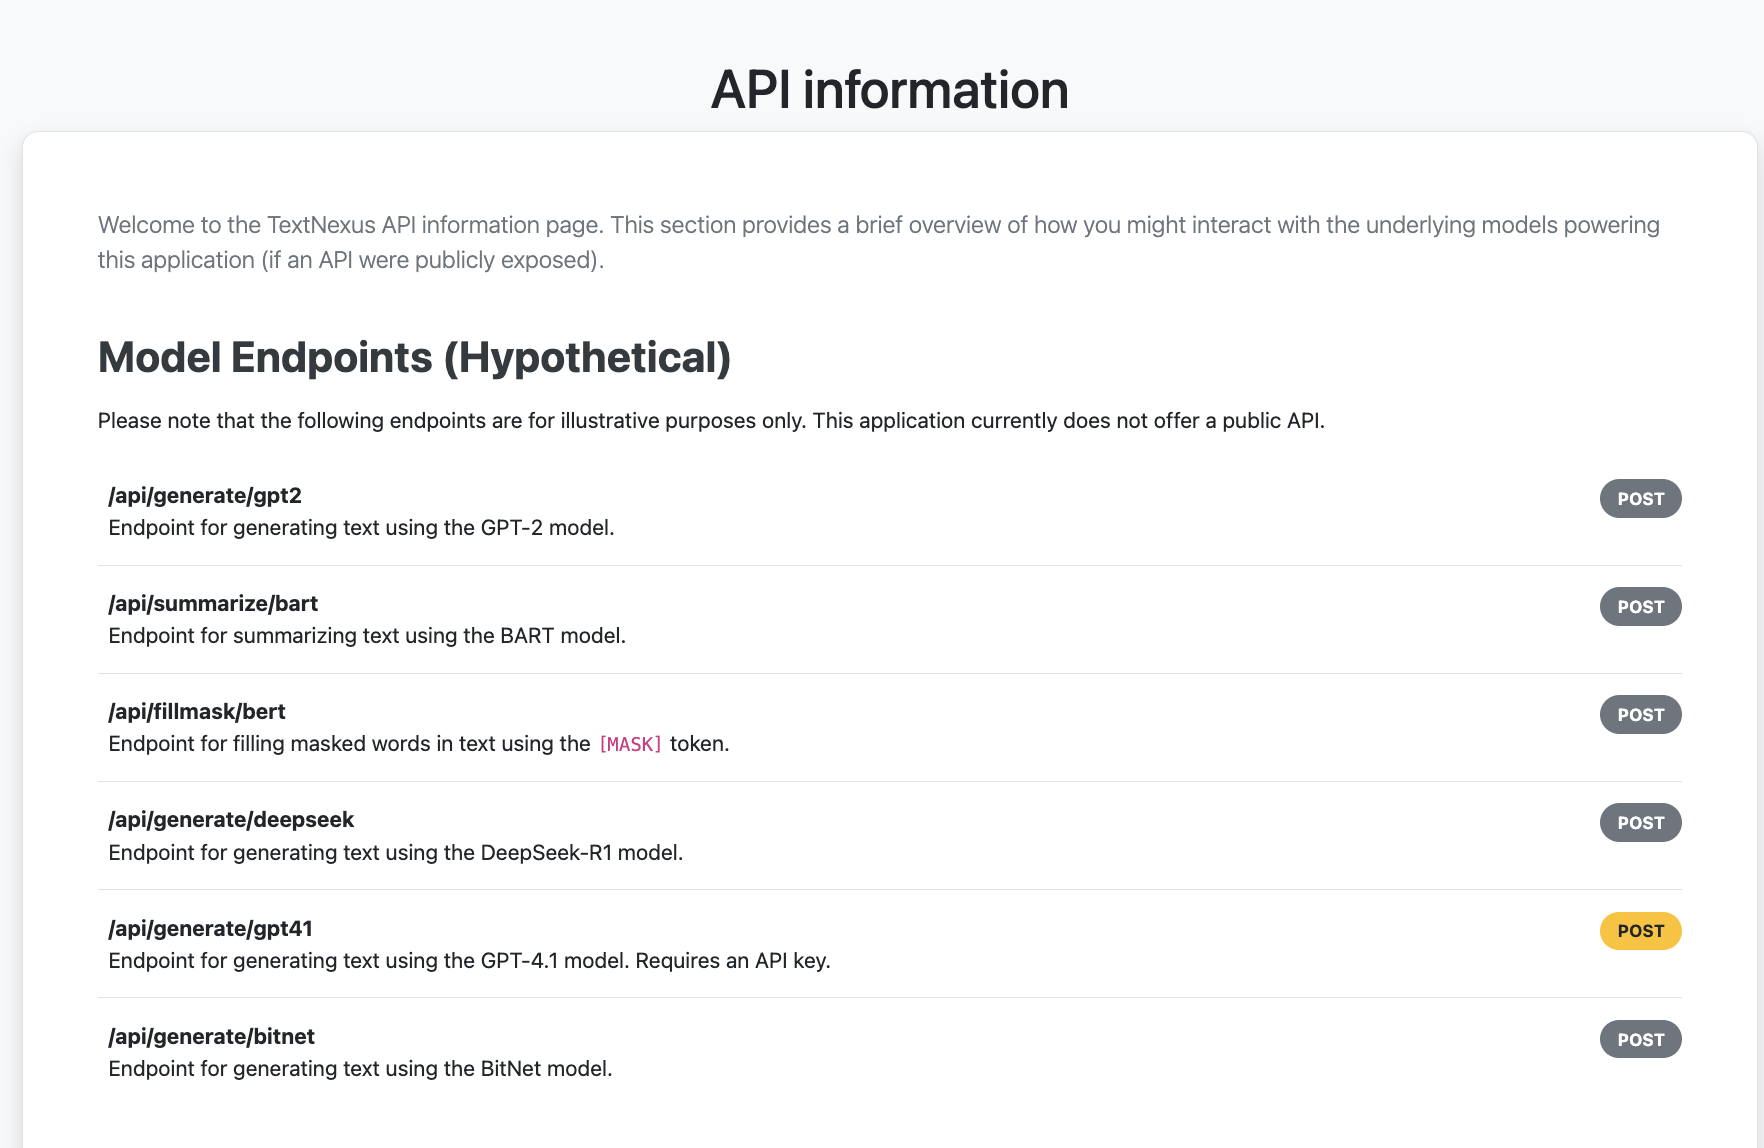 API information
Welcome to the TextNexus API information page. This section provides a brief overview of how you might interact with the underlying models powering
this application (if an API were publicly exposed).
Model Endpoints (Hypothetical)
Please note that the following endpoints are for illustrative purposes only. This application currently does not offer a public API.
/api/generate/gpt2
POST
Endpoint for generating text using the GPT-2 model.
/api/summarize/bart
POST
Endpoint for summarizing text using the BART model.
/api/fillmask/bert
POST
Endpoint for filling masked words in text using the [MASK] token.
/api/generate/deepseek
POST
Endpoint for generating text using the DeepSeek-R1 model.
/api/generate/gpt41
POST
Endpoint for generating text using the GPT-4.1 model. Requires an API key.
/api/generate/bitnet
POST
Endpoint for generating text using the BitNet model.